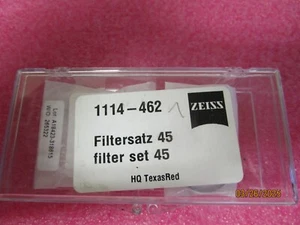 1114-462
ZEISS
Filtersatz 45
filter set 45
HQ TexasRed